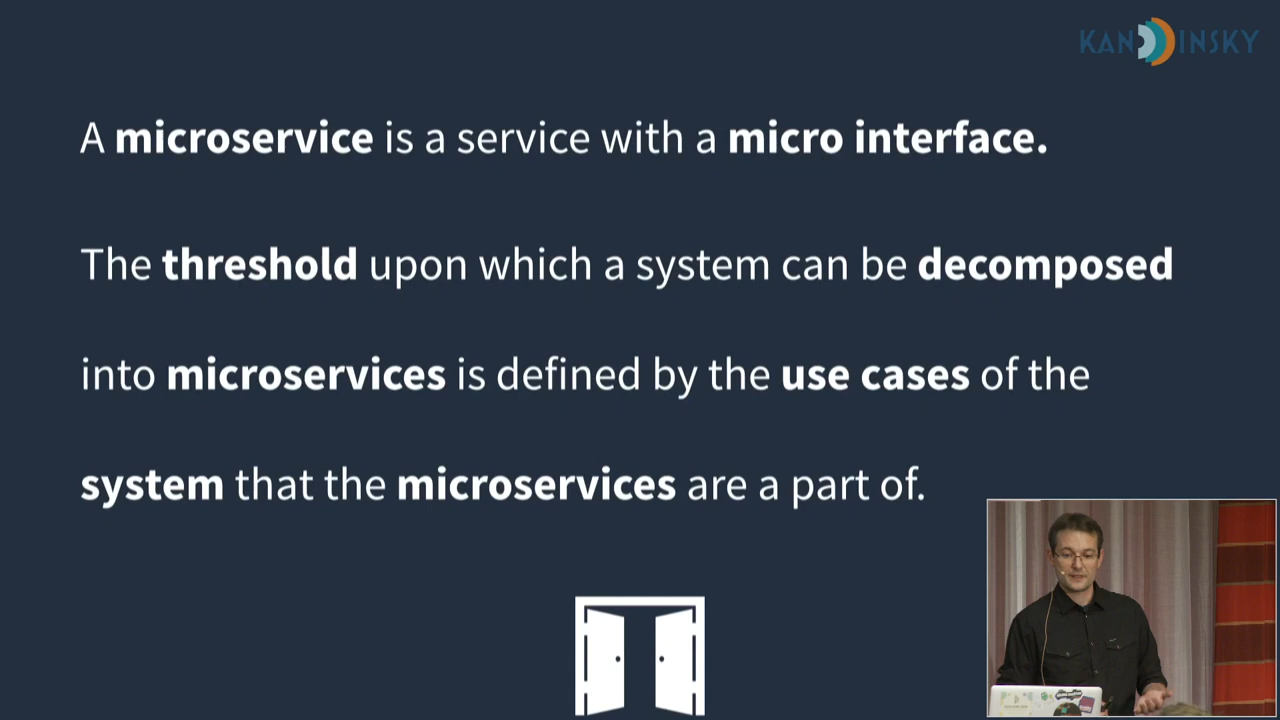 KANDDINSKY
A microservice is a service with a micro interface.
The threshold upon which a system can be decomposed
into microservices is defined by the use cases of the
system that the microservices are a part of.